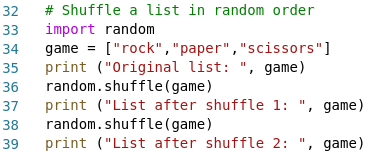 32 # Shuffle a list in random order
33 import random
34 game = ["rock","paper","scissors"]
35 print ("Original list: ", game)
36 random.shuffle(game)
37 print ("List after shuffle 1: ", game)
38 random.shuffle(game)
39 print ("List after shuffle 2: ", game)